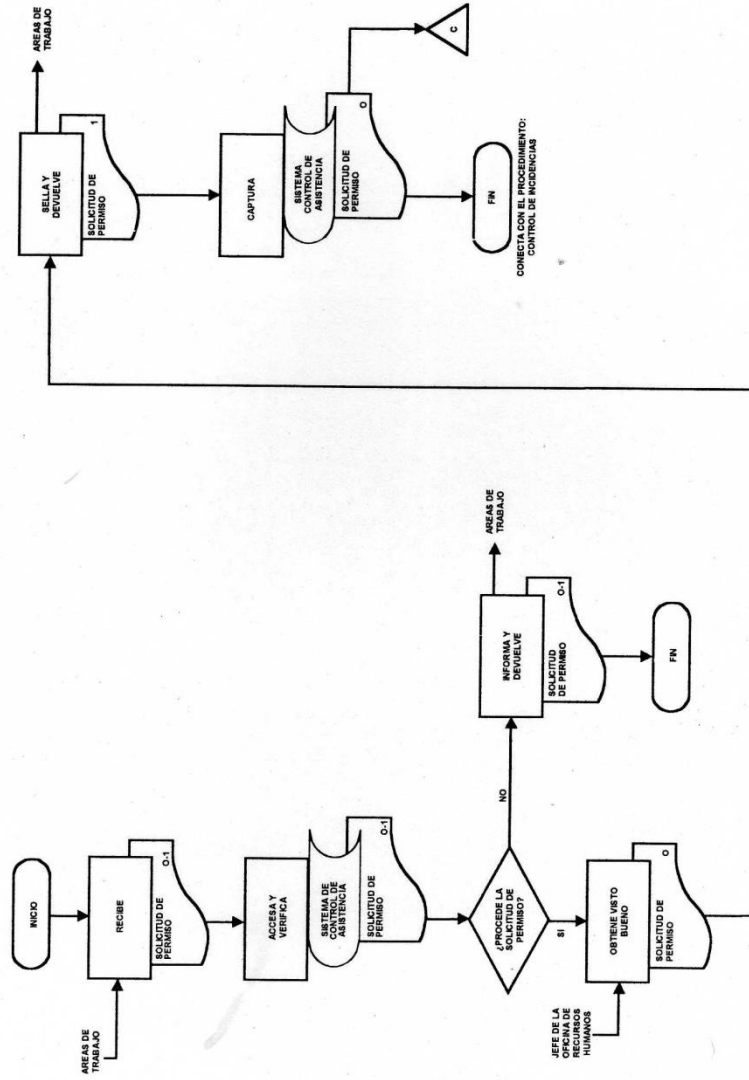 INICIO
AREAS DE
TRABAJO
RECIBE
O-1
SOLICITUD DE
PERMISO
ACCESA Y
VERIFICA
SISTEMA DE
CONTROL DE
ASISTENCIA
O-1
SOLICITUD DE
PERMISO
¿PROCEDE LA
SOLICITUD DE
PERMISO?
NO
SI
INFORMA Y
DEVUELVE
AREAS DE
TRABAJO
O-1
SOLICITUD
DE PERMISO
FIN
JEFE DE LA
OFICINA DE
RECURSOS
HUMANOS
OBTIENE VISTO
BUENO
O
SOLICITUD DE
PERMISO
SELLA Y
DEVUELVE
AREAS DE
TRABAJO
1
SOLICITUD DE
PERMISO
CAPTURA
SISTEMA
CONTROL DE
ASISTENCIA
O
SOLICITUD DE
PERMISO
C
FIN
CONECTA CON EL PROCEDIMIENTO:
CONTROL DE INCIDENCIAS